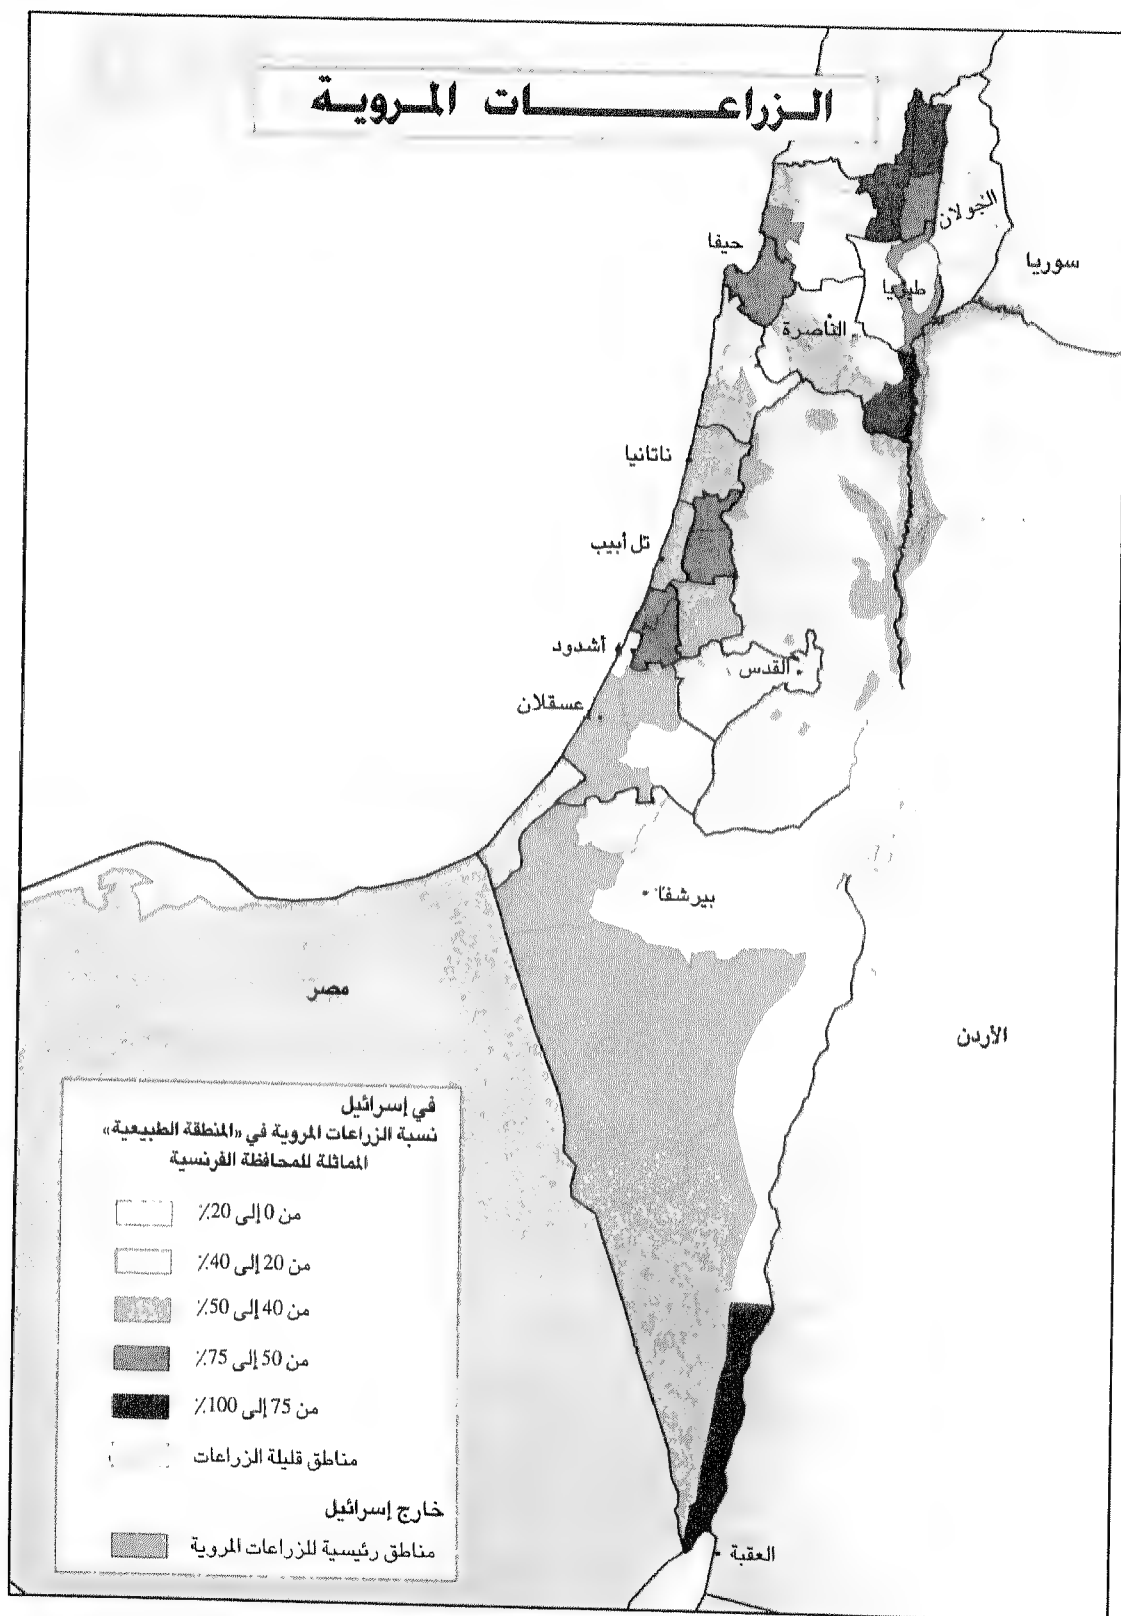 الـزراعــــات المـرويـة
الجولان
سوريا
حيفا
طبريا
الناصرة
ناتانيا
تل أبيب
أشدود
القدس
عسقلان
بيرشفا
مصر
الأردن
في إسرائيل
نسبة الزراعات المروية في «المنطقة الطبيعية»
المماثلة للمحافظة الفرنسية
من 0 إلى 20٪
من 20 إلى 40٪
من 40 إلى 50٪
من 50 إلى 75٪
من 75 إلى 100٪
مناطق قليلة الزراعات
خارج إسرائيل
مناطق رئيسية للزراعات المروية
العقبة